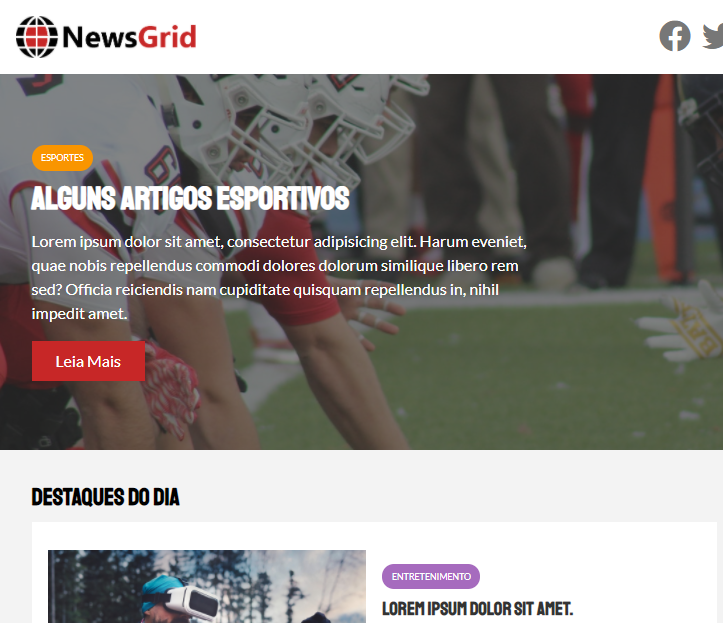 NewsGrid
ESPORTES
ALGUNS ARTIGOS ESPORTIVOS
Lorem ipsum dolor sit amet, consectetur adipisicing elit. Harum eveniet,
quae nobis repellendus commodi dolores dolorum similique libero rem
sed? Officia reiciendis nam cupiditate quisquam repellendus in, nihil
impedit amet.
Leia Mais
DESTAQUES DO DIA
ENTRETENIMENTO
LOREM IPSUM DOLOR SIT AMET.